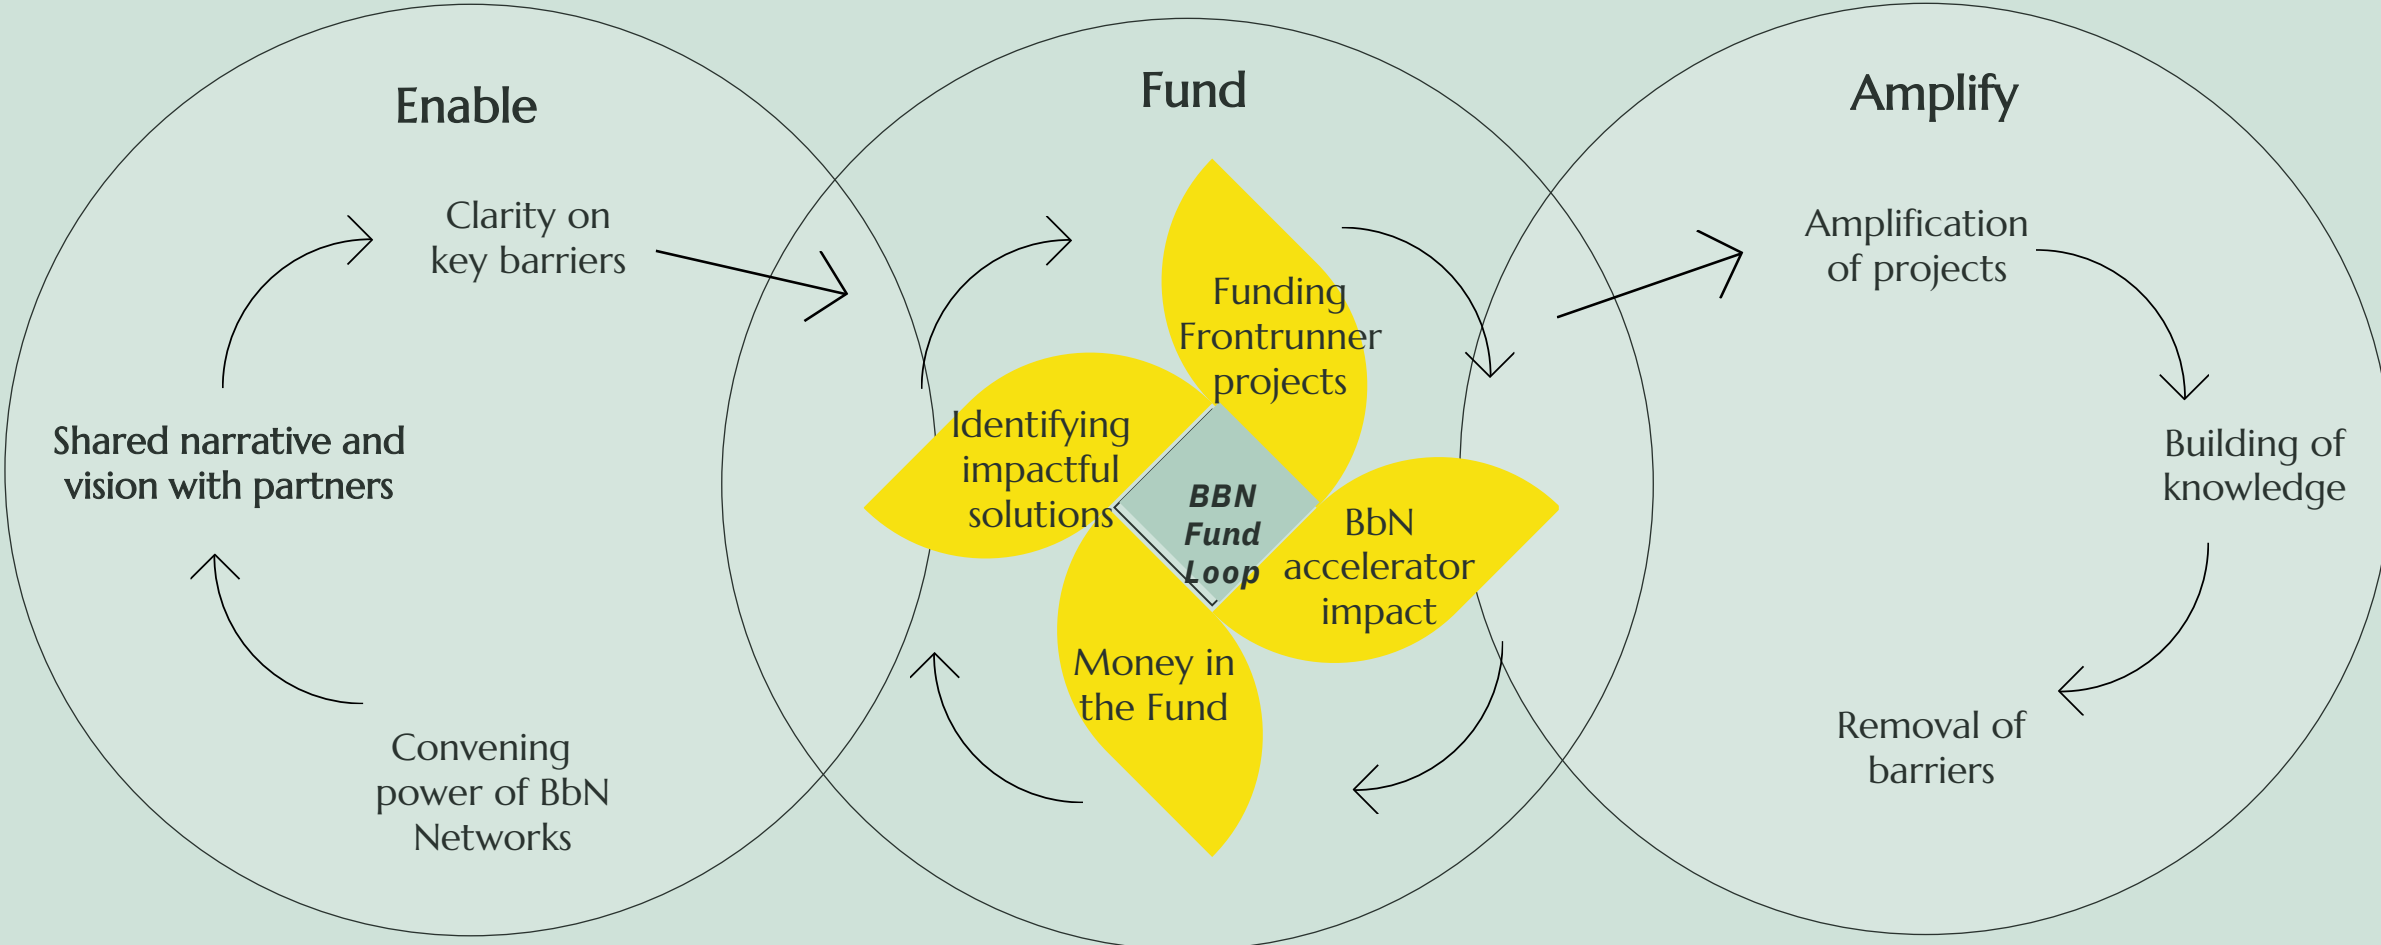 Enable
Clarity on
key barriers
Shared narrative and
vision with partners
Convening
power of BbN
Networks
Fund
Funding
Frontrunner
projects
Identifying
impactful
solutions
BBN
Fund
Loop
BbN
accelerator
impact
Money in
the Fund
Amplify
Amplification
of projects
Building of
knowledge
Removal of
barriers